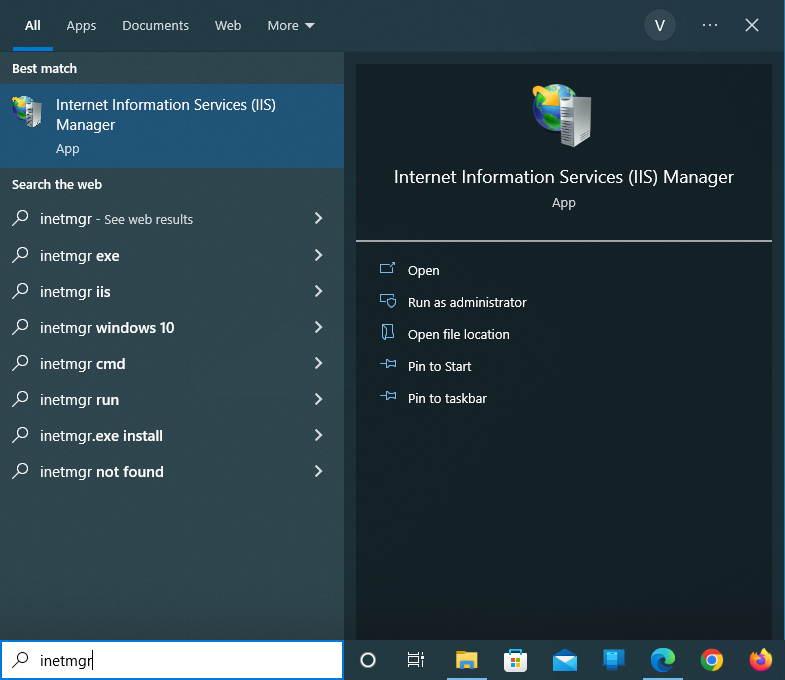 All Apps Documents Web More V
Best match
Internet Information Services (IIS)
Manager
App
Search the web
inetmgr - See web results
inetmgr exe
inetmgr iis
inetmgr windows 10
inetmgr cmd
inetmgr run
inetmgr.exe install
inetmgr not found
Internet Information Services (IIS) Manager
App
Open
Run as administrator
Open file location
Pin to Start
Pin to taskbar
inetmgr